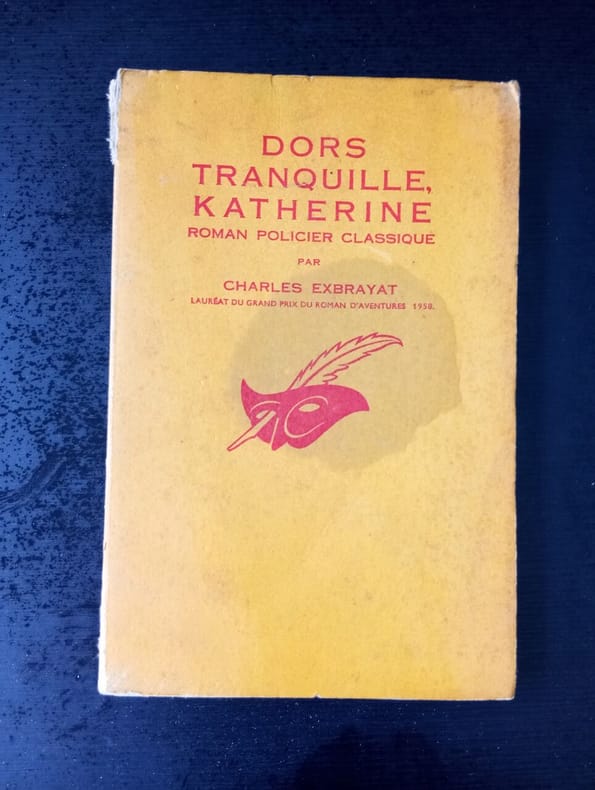 DORS
TRANQUILLE,
KATHERINE
ROMAN POLICIER CLASSIQUE
PAR
CHARLES EXBRAYAT
LAURÉAT DU GRAND PRIX DU ROMAN D'AVENTURES 1958.